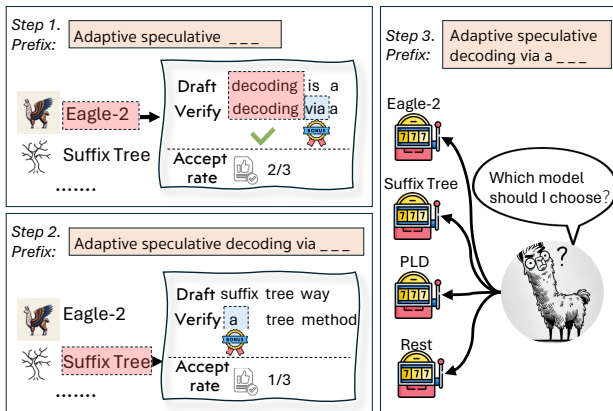 Step 1.
Prefix: Adaptive speculative _ _ _
Eagle-2
Suffix Tree
.......
Draft decoding is a
Verify decoding via a
BONUS
Accept rate 2/3
Step 2.
Prefix:
Adaptive speculative decoding via _ _ _
Eagle-2
Suffix Tree
.......
Draft suffix tree way
Verify a tree method
BONUS
Accept rate 1/3
Step 3.
Prefix:
Adaptive speculative
decoding via a _ _ _
Eagle-2
777
Suffix Tree
777
PLD
777
Rest
777
Which model
should I choose?
?